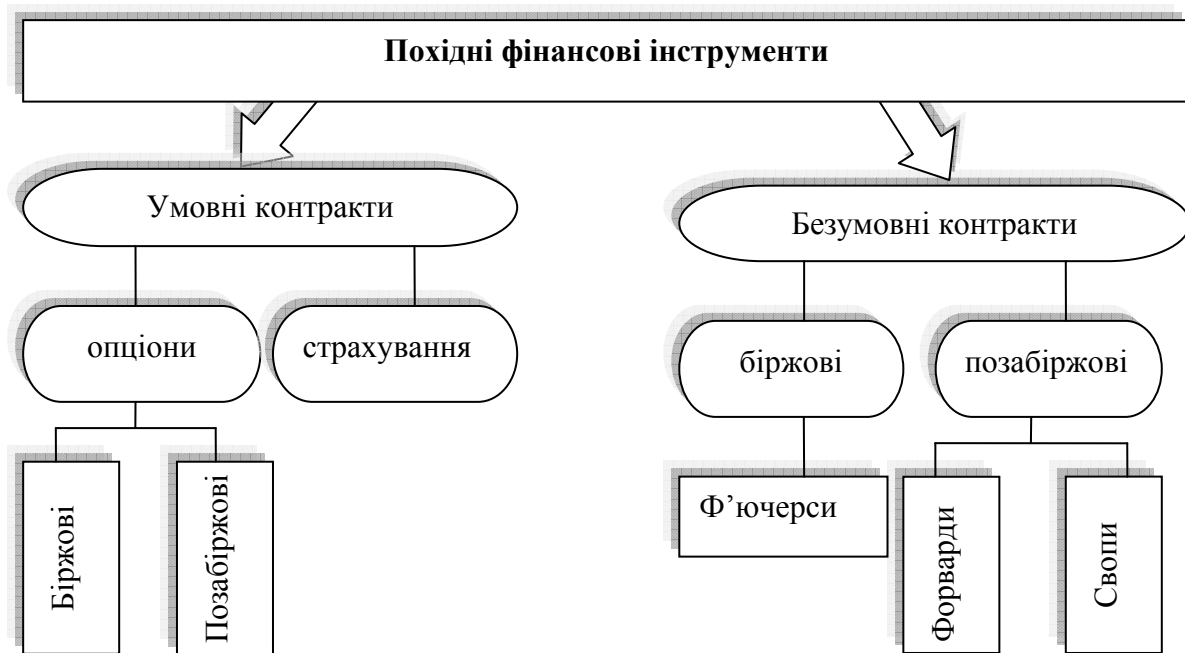 Похідні фінансові інструменти
Умовні контракти
Безумовні контракти
опціони
страхування
біржові
позабіржові
Біржові
Позабіржові
Ф’ючерси
Форварди
Свопи